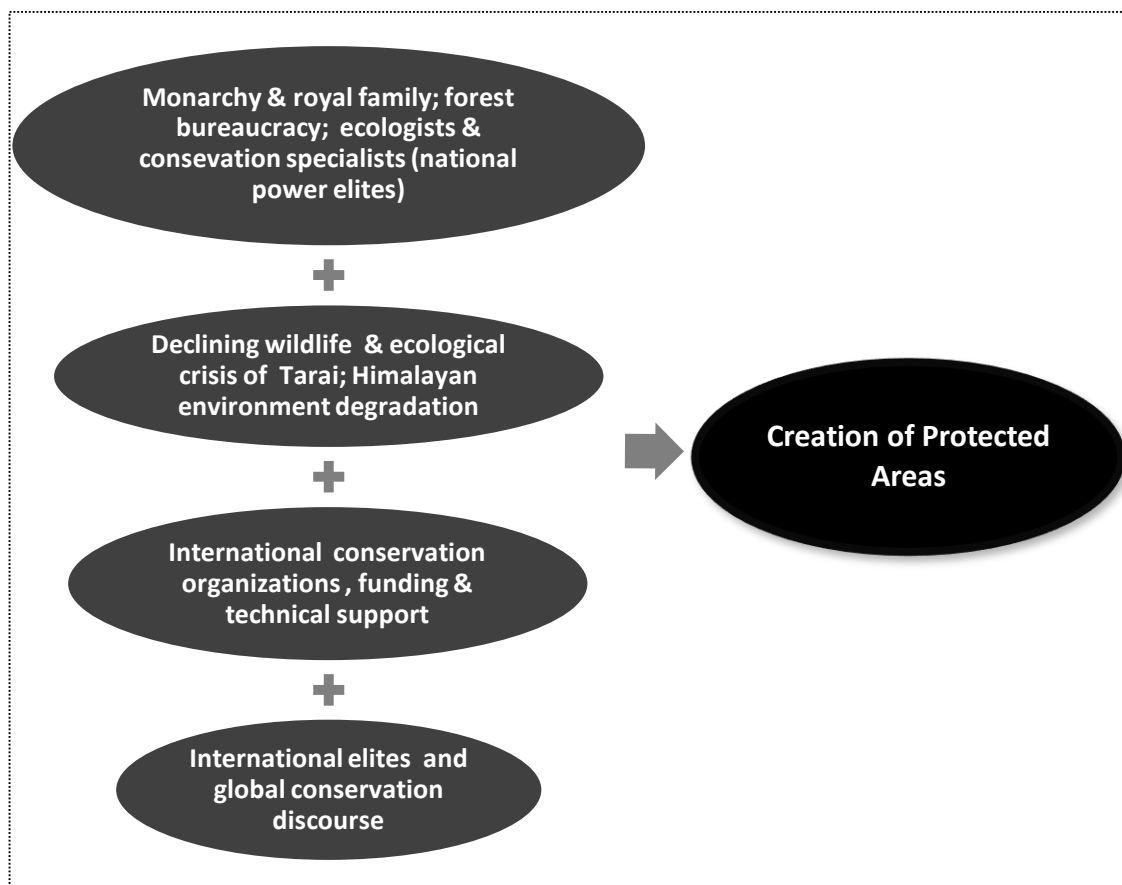 Monarchy & royal family; forest
bureaucracy; ecologists &
consevation specialists (national
power elites)
Declining wildlife & ecological
crisis of Tarai; Himalayan
environment degradation
International conservation
organizations , funding &
technical support
International elites and
global conservation
discourse
Creation of Protected
Areas